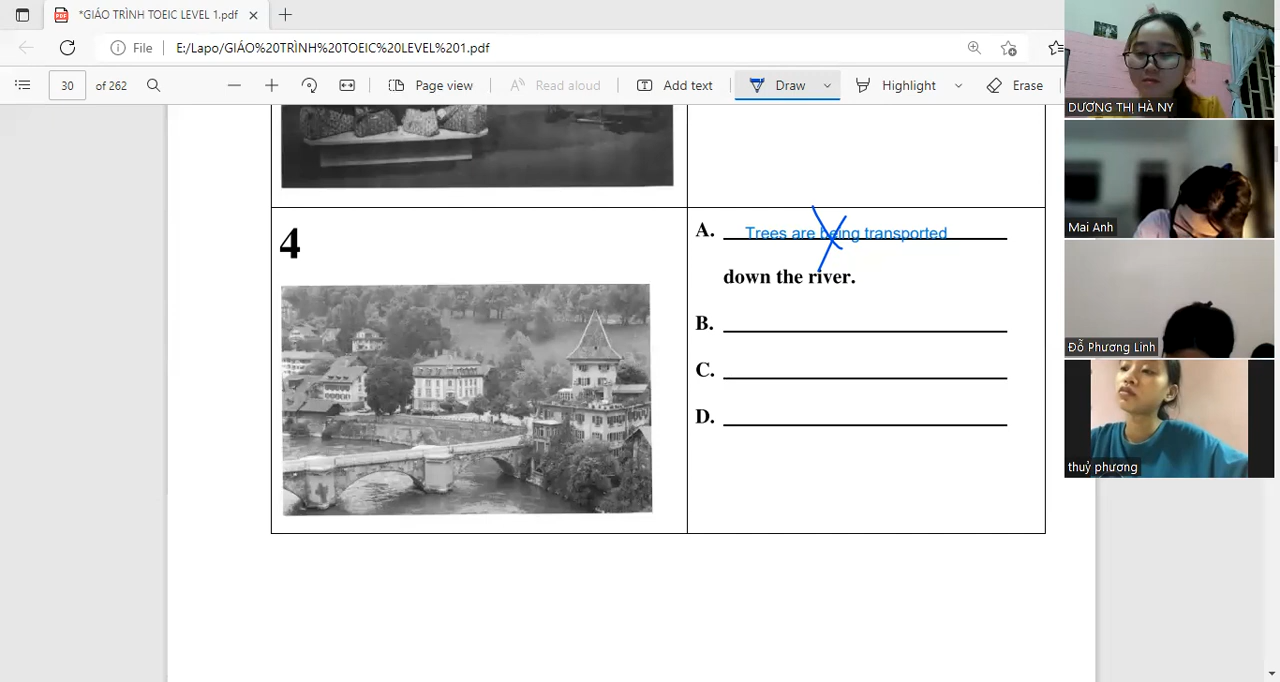 *GIÁO TRÌNH TOEIC LEVEL 1.pdf
File
E:/Lapo/GIÁO%20TRÌNH%20TOEIC%20LEVEL%201.pdf
30 of 262
Page view
Read aloud
Add text
Draw
Highlight
Erase
4
A. Trees are being transported
down the river.
B.
C.
D.
DƯƠNG THỊ HÀ NY
Mai Anh
Đỗ Phương Linh
thuỷ phương